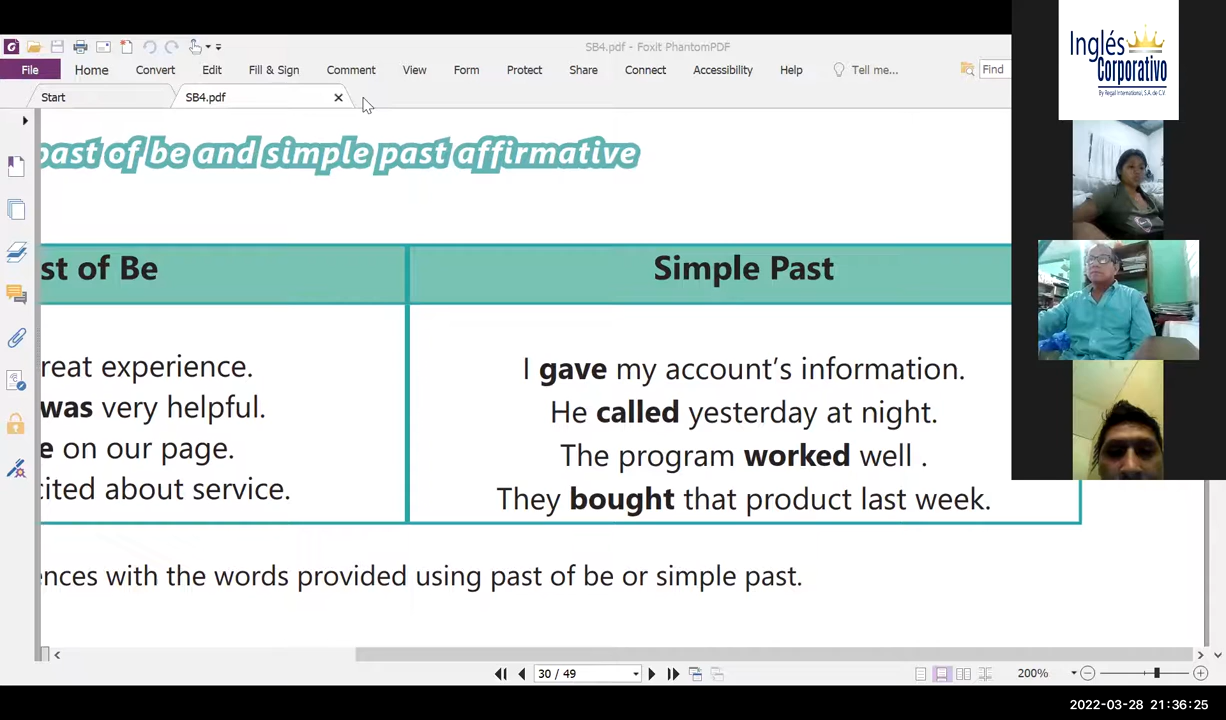 SB4.pdf - Foxit PhantomPDF
File Home Convert Edit Fill & Sign Comment View Form Protect Share Connect Accessibility Help Tell me... Find
Start SB4.pdf
past of be and simple past affirmative
st of Be
Simple Past
reat experience.
was very helpful.
e on our page.
cited about service.
I gave my account's information.
He called yesterday at night.
The program worked well .
They bought that product last week.
ences with the words provided using past of be or simple past.
30 / 49
200%
Inglés
Corporativo
By Regal International, S.A. de C.V.
2022-03-28 21:36:25